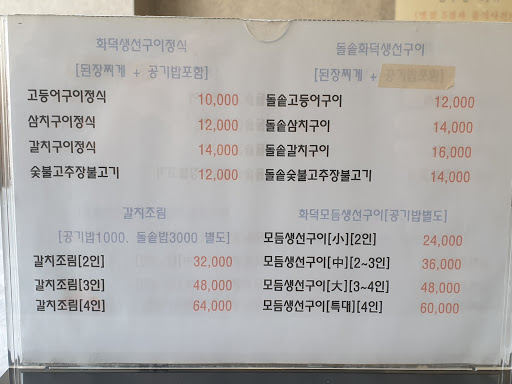 화덕생선구이정식
[된장찌게 + 공기밥포함]
고등어구이정식 10,000
삼치구이정식 12,000
갈치구이정식 14,000
숯불고추장불고기 12,000
돌솥화덕생선구이
[된장찌게 + 공기밥포함]
돌솥고등어구이 12,000
돌솥삼치구이 14,000
돌솥갈치구이 16,000
돌솥숯불고추장불고기 14,000
갈치조림
[공기밥1000. 돌솥밥3000 별도]
갈치조림[2인] 32,000
갈치조림[3인] 48,000
갈치조림[4인] 64,000
화덕모듬생선구이[공기밥별도]
모듬생선구이[小][2인] 24,000
모듬생선구이[中][2~3인] 36,000
모듬생선구이[大][3~4인] 48,000
모듬생선구이[특대][4인] 60,000